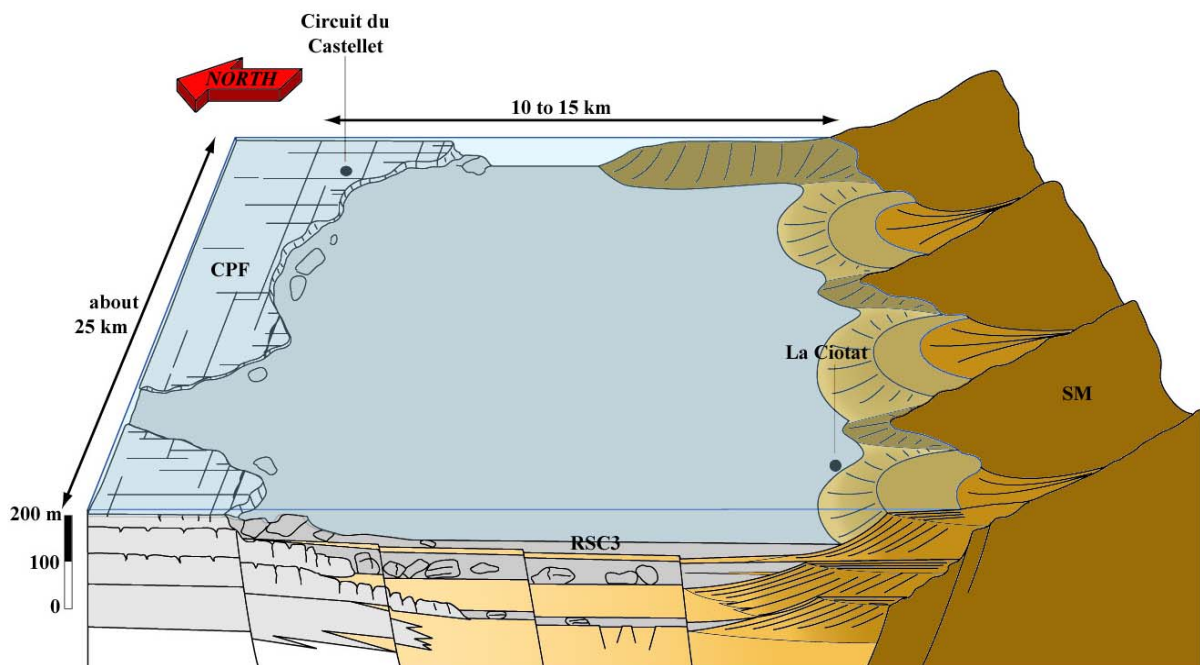 Circuit du
Castellet
NORTH
10 to 15 km
CPF
about
25 km
La Ciotat
SM
200 m
RSC3
100
0